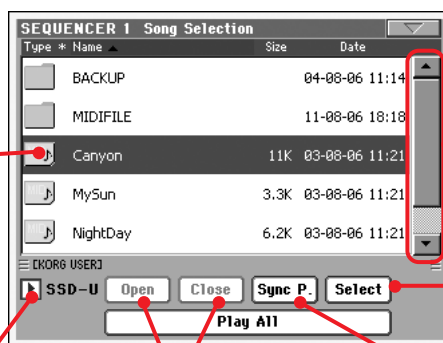 SEQUENCER 1 Song Selection
Type * Name Size Date
BACKUP 04-08-06 11:14
MIDIFILE 11-08-06 18:18
Canyon 11K 03-08-06 11:21
MySun 3.3K 03-08-06 11:21
NightDay 6.2K 03-08-06 11:21
[KORG USER]
SSD-U Open Close Sync P. Select
Play All